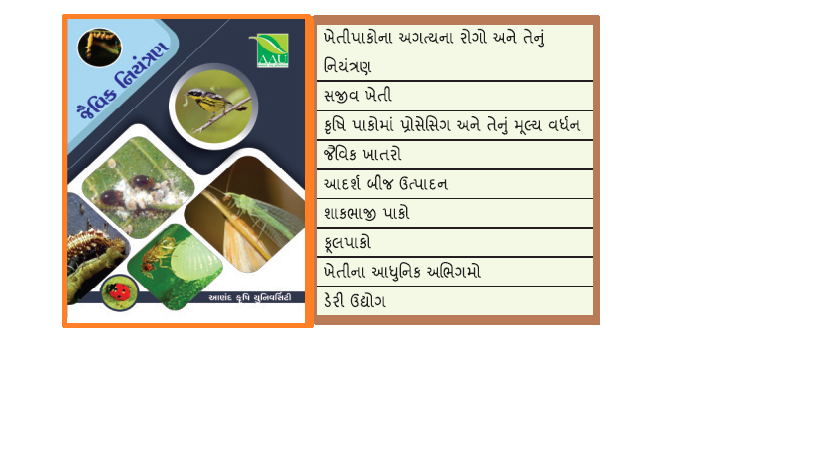 જૈવિક નિયંત્રણ
AAU
આણંદ કૃષિ યુનિવર્સિટી
ખેતીપાકોના અગત્યના રોગો અને તેનું
નિયંત્રણ
સજીવ ખેતી
કૃષિ પાકોમાં પ્રોસેસિગ અને તેનું મૂલ્ય વર્ધન
જૈવિક ખાતરો
આદર્શ બીજ ઉત્પાદન
શાકભાજી પાકો
ફૂલપાકો
ખેતીના આધુનિક અભિગમો
ડેરી ઉદ્યોગ